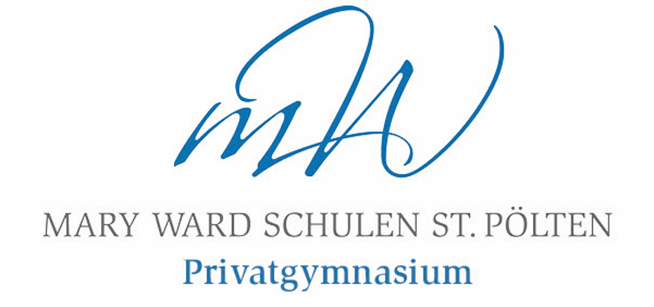 mW
MARY WARD SCHULEN ST. PÖLTEN
Privatgymnasium